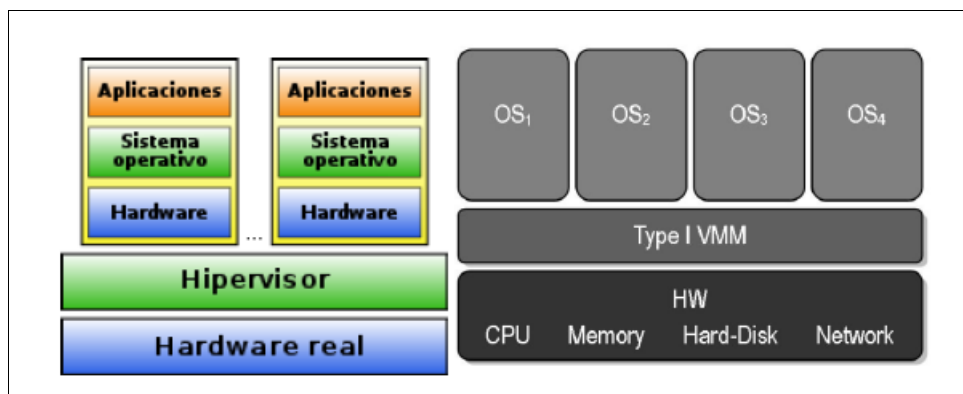 Aplicaciones
Sistema
operativo
Hardware
...
Aplicaciones
Sistema
operativo
Hardware
Hipervisor
Hardware real
OS₁ OS₂ OS₃ OS₄
Type I VMM
HW
CPU Memory Hard-Disk Network